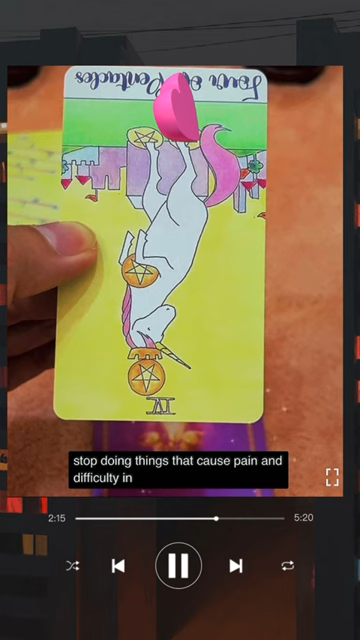 Four of Pentacles
IV
stop doing things that cause pain and
difficulty in
2:15
5:20